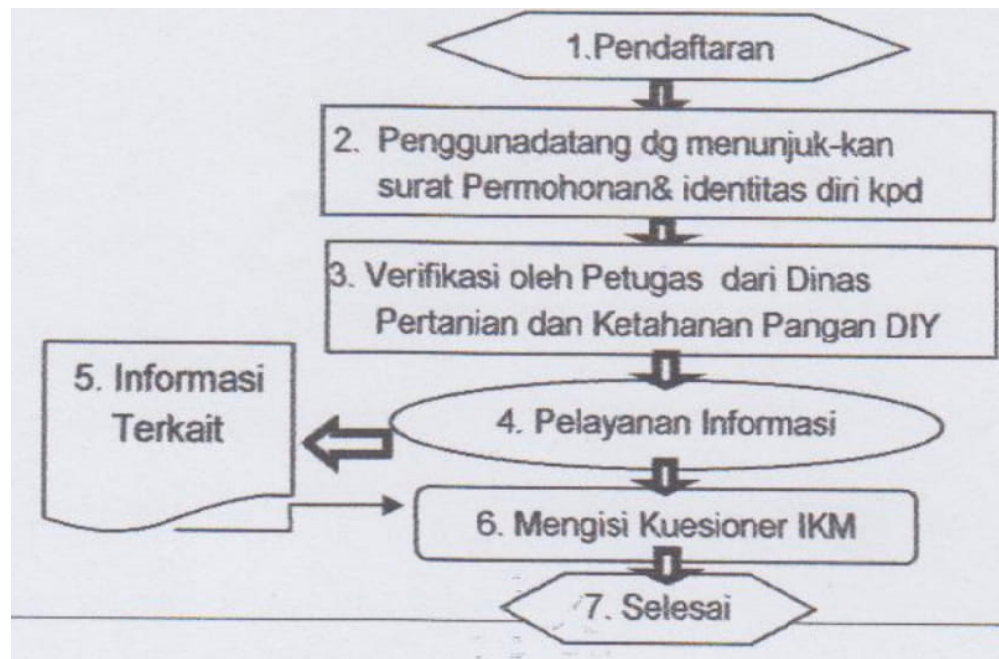 1.Pendaftaran
2. Penggunadatang dg menunjuk-kan
surat Permohonan& identitas diri kpd
3. Verifikasi oleh Petugas dari Dinas
Pertanian dan Ketahanan Pangan DIY
5. Informasi
Terkait
4. Pelayanan Informasi
6. Mengisi Kuesioner IKM
7. Selesai